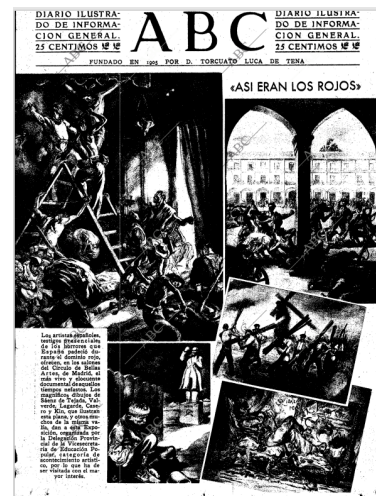 DIARIO ILUSTRA-
DO DE INFORMA-
CION GENERAL.
25 CENTIMOS
ABC
DIARIO ILUSTRA-
DO DE INFORMA-
CION GENERAL.
25 CENTIMOS
FUNDADO EN 1905 POR D. TORCUATO LUCA DE TENA
«ASI ERAN LOS ROJOS»
Los artistas españoles,
testigos presenciales
de los horrores que
España padeció du-
rante el dominio rojo,
ofrecen, en los salones
del Círculo de Bellas
Artes, de Madrid, el
más vivo y elocuente
documental de aquellos
tiempos nefastos. Los
magníficos dibujos de
Sáenz de Tejada, Val-
verde, Lagarde, Case-
ro y Kin, que ilustran
esta plana, y otros mu-
chos de la misma va-
lía, dan a esta Expo-
sición, organizada por
la Delegación Provin-
cial de la Vicesecreta-
ría de Educación Po-
pular, categoría de
acontecimiento artísti-
co, por lo que ha de
ser visitada con el ma-
yor interés.